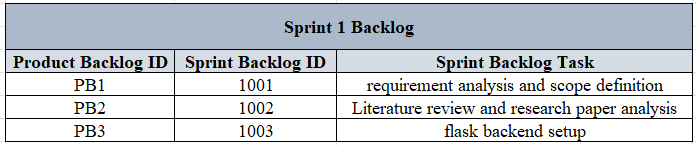 Sprint 1 Backlog
Product Backlog ID Sprint Backlog ID Sprint Backlog Task
PB1 1001 requirement analysis and scope definition
PB2 1002 Literature review and research paper analysis
PB3 1003 flask backend setup